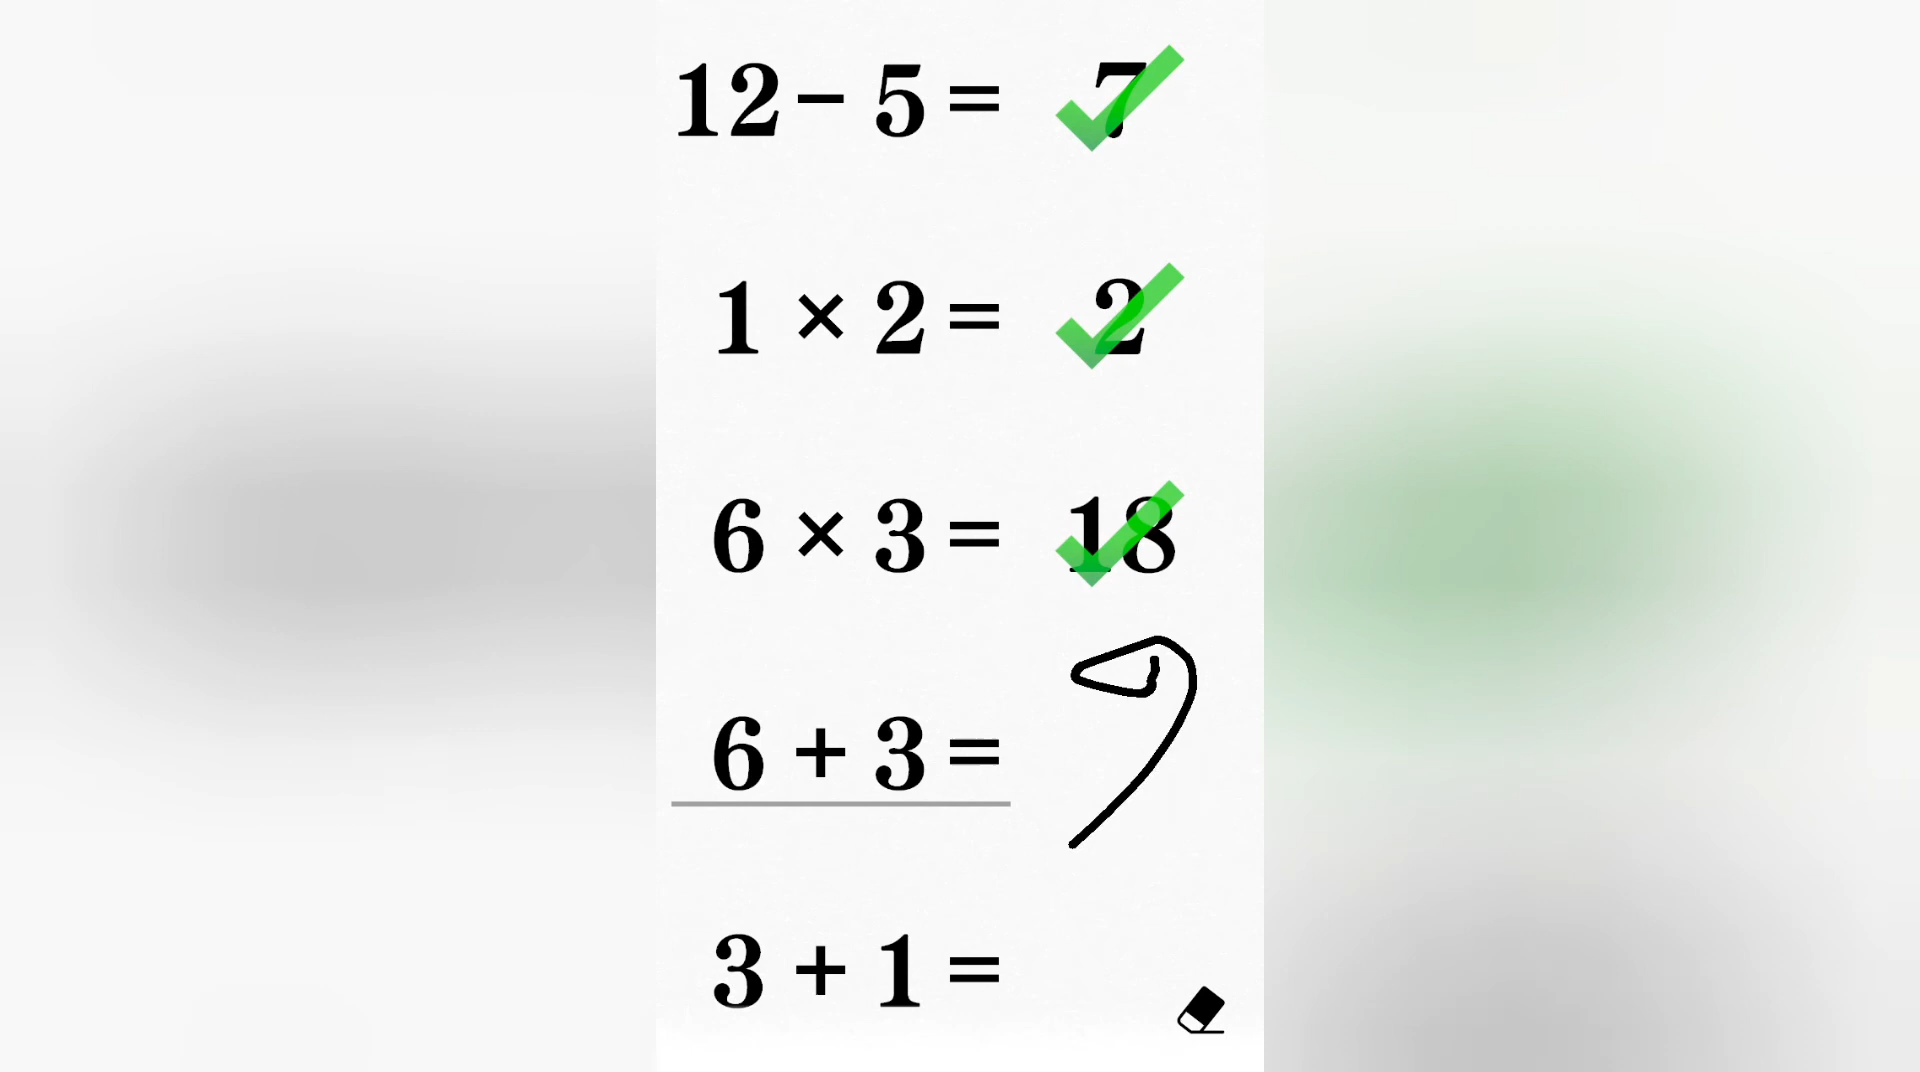 12 − 5 = 7
1 × 2 = 2
6 × 3 = 18
6 + 3 = 9
3 + 1 =